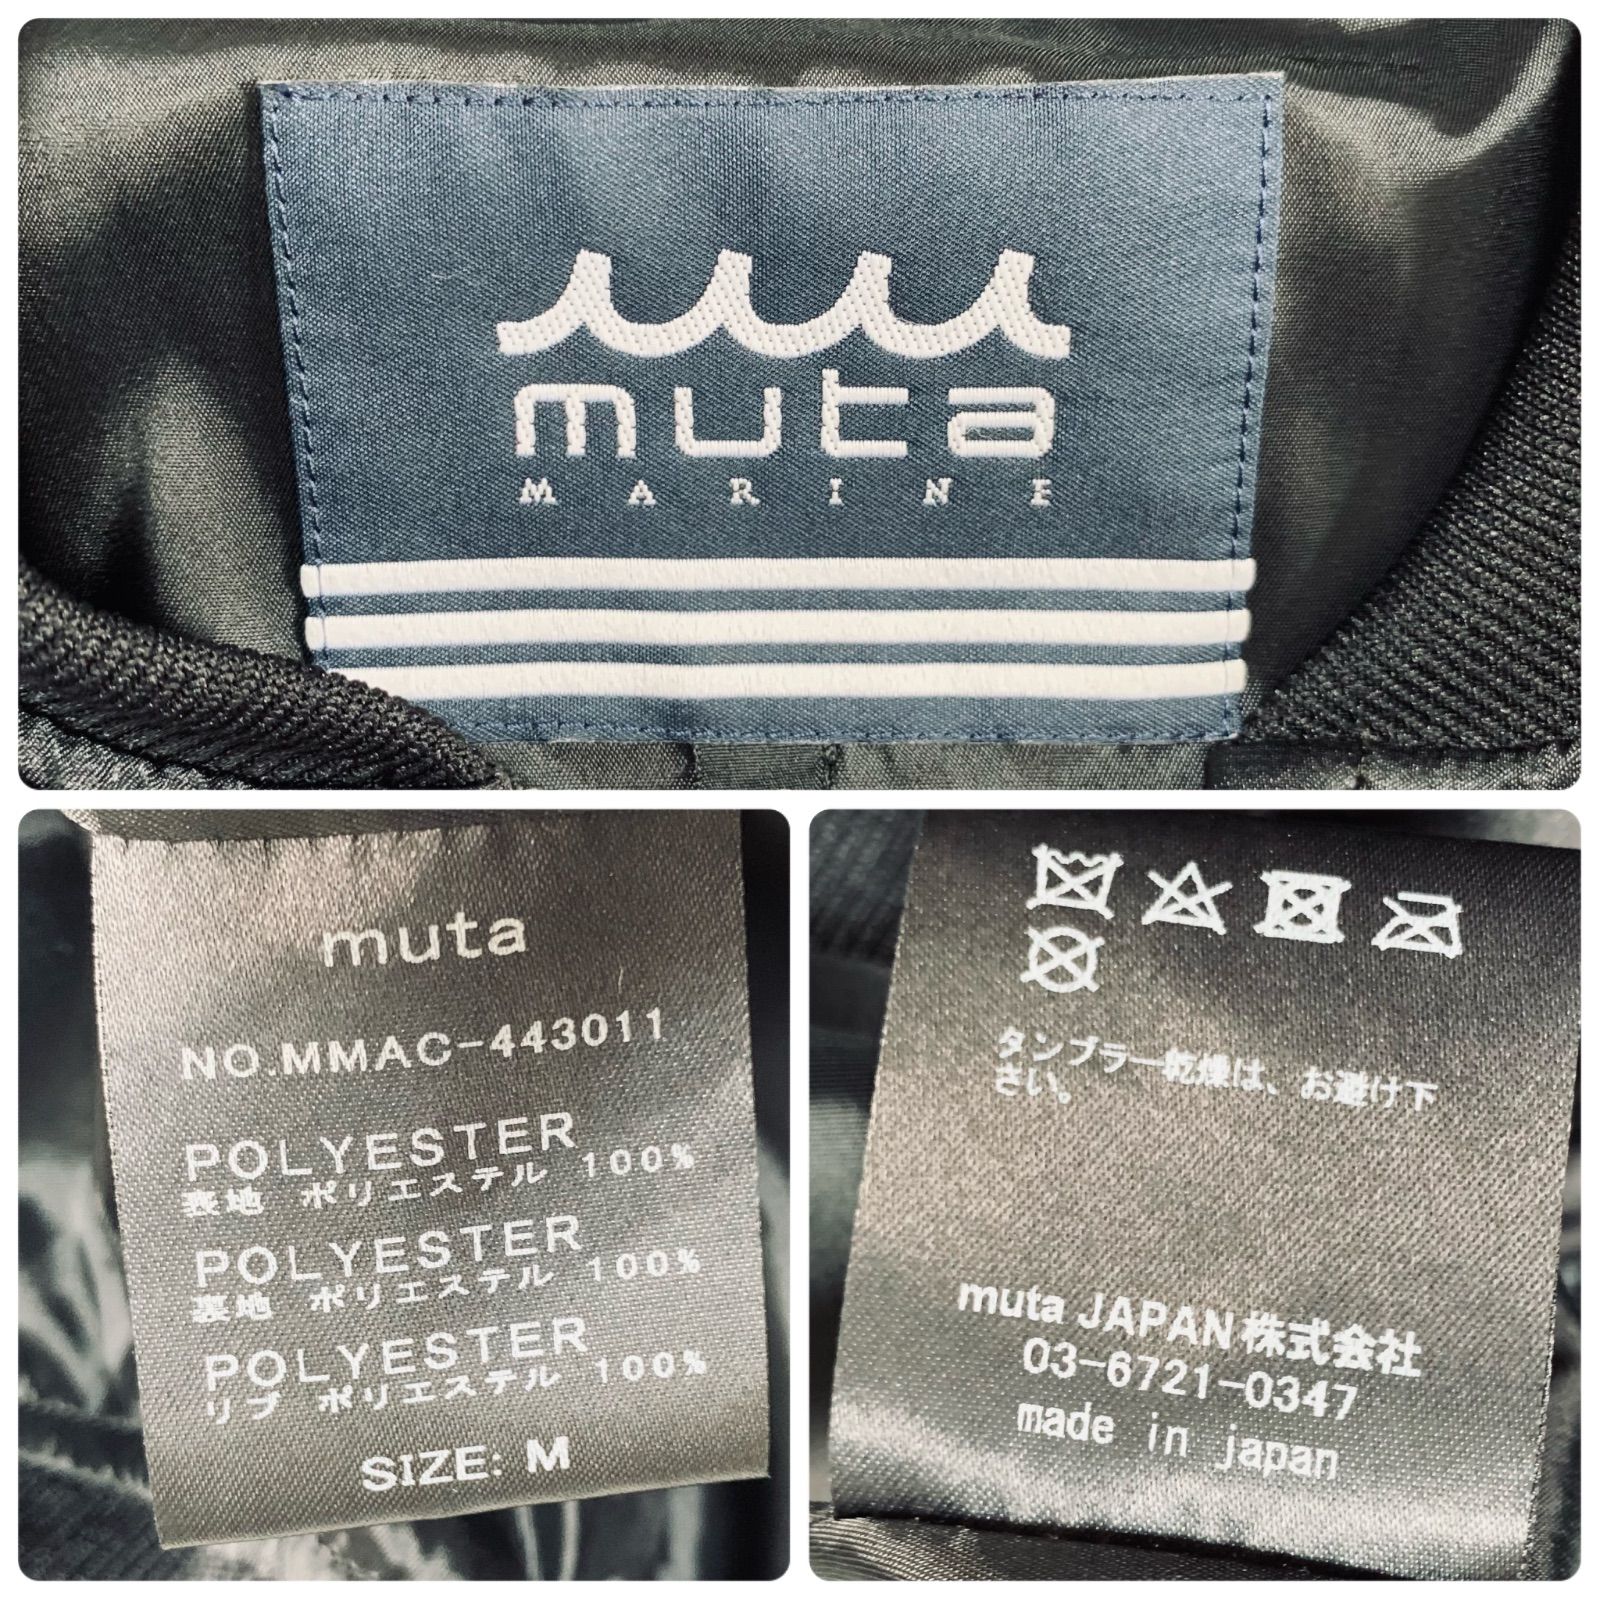 muta
MARINE
muta
NO.MMAC-443011
POLYESTER
表地 ポリエステル 100%
POLYESTER
裏地 ポリエステル 100%
POLYESTER
リブ ポリエステル 100%
SIZE: M
タンブラー乾燥は、お避け下
さい。
muta JAPAN株式会社
03-6721-0347
made in japan